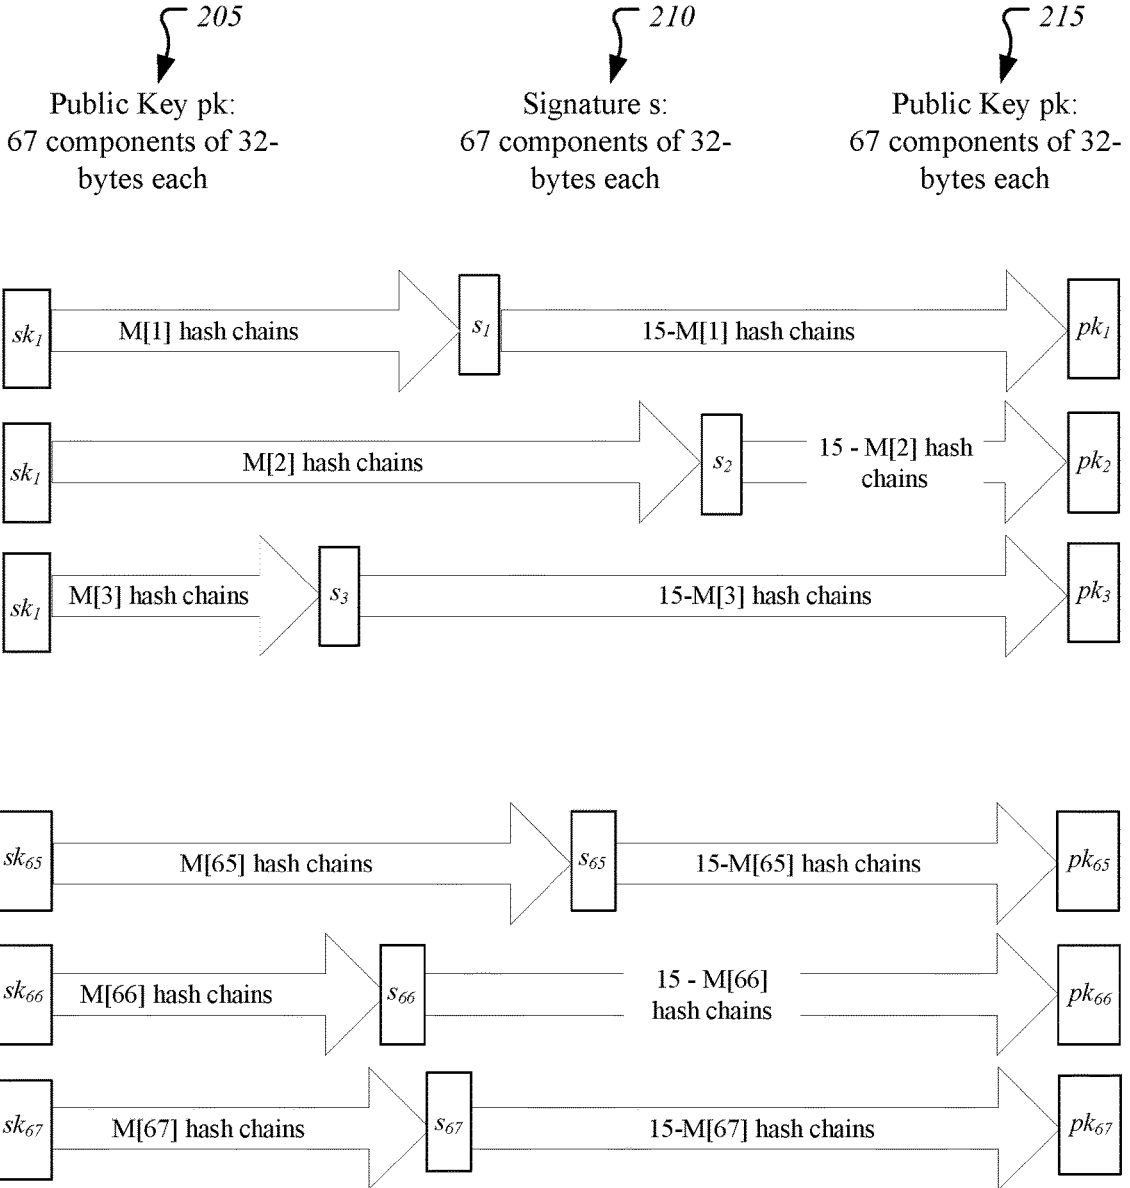 205
210
215
Public Key pk:
67 components of 32-
bytes each
Signature s:
67 components of 32-
bytes each
Public Key pk:
67 components of 32-
bytes each
sk1
M[1] hash chains
s1
15-M[1] hash chains
pk1
sk1
M[2] hash chains
s2
15 - M[2] hash
chains
pk2
sk1
M[3] hash chains
s3
15-M[3] hash chains
pk3
sk65
M[65] hash chains
s65
15-M[65] hash chains
pk65
sk66
M[66] hash chains
s66
15 - M[66]
hash chains
pk66
sk67
M[67] hash chains
s67
15-M[67] hash chains
pk67